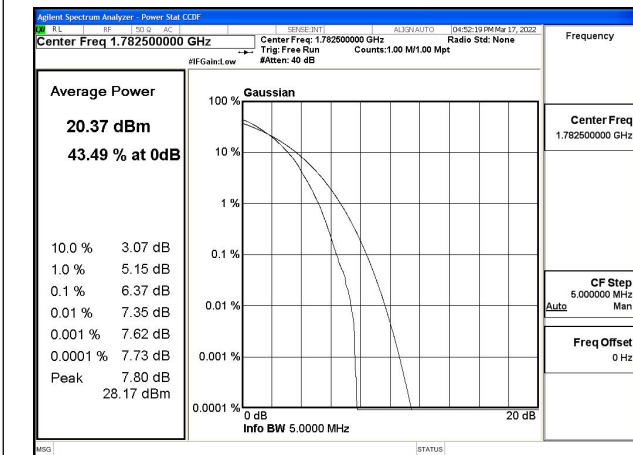 Agilent Spectrum Analyzer - Power Stat CCDF
RL RF 50 Ω AC SENSE:INT ALIGN AUTO 04:52:19 PM Mar 17, 2022
Center Freq 1.782500000 GHz
Center Freq: 1.782500000 GHz Radio Std: None
Trig: Free Run Counts:1.00 M/1.00 Mpt
#IFGain:Low #Atten: 40 dB
Frequency
Average Power
20.37 dBm
43.49 % at 0dB
10.0 % 3.07 dB
1.0 % 5.15 dB
0.1 % 6.37 dB
0.01 % 7.35 dB
0.001 % 7.62 dB
0.0001 % 7.73 dB
Peak 7.80 dB
28.17 dBm
Gaussian
100 %
10 %
1 %
0.1 %
0.01 %
0.001 %
0.0001 %
0 dB 20 dB
Info BW 5.0000 MHz
Center Freq
1.782500000 GHz
CF Step
5.000000 MHz
Auto Man
Freq Offset
0 Hz
MSG STATUS